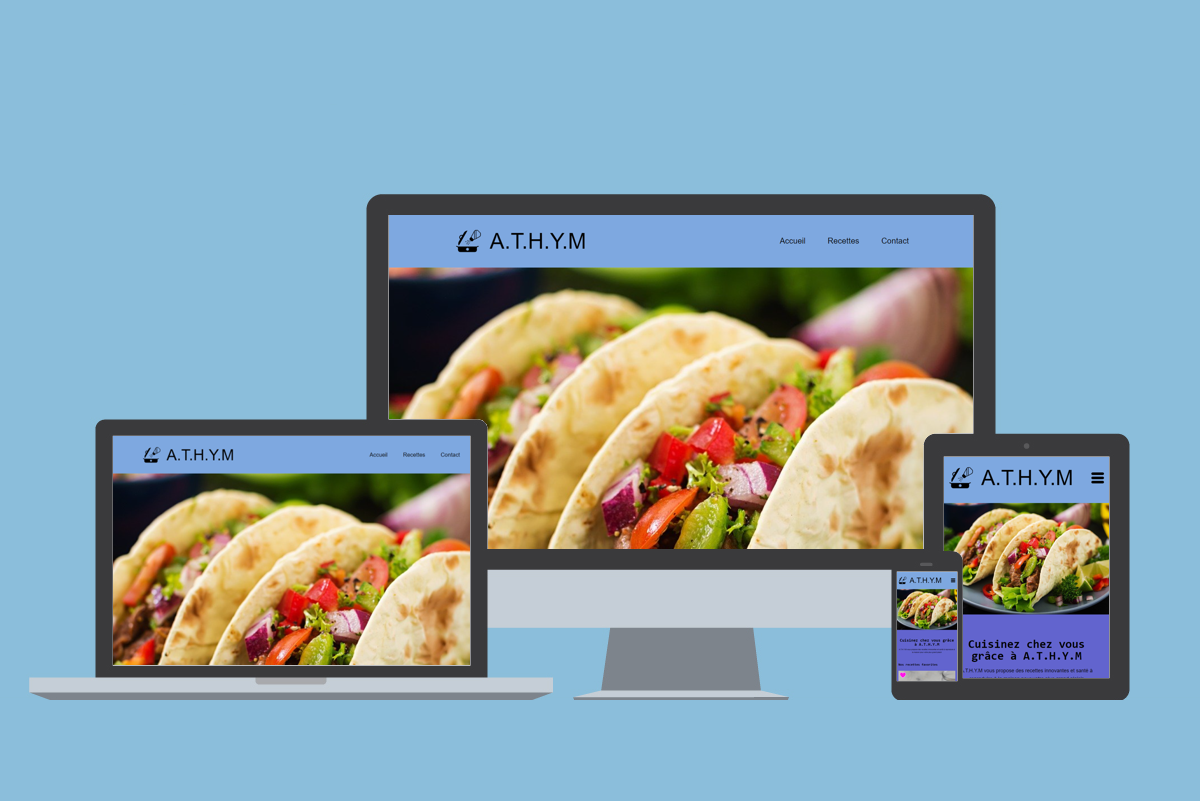 A.T.H.Y.M
Accueil Recettes Contact
A.T.H.Y.M
Accueil Recettes Contact
A.T.H.Y.M
Cuisinez chez vous
grâce à A.T.H.Y.M
A.T.H.Y.M vous propose des recettes innovantes et santé à
A.T.H.Y.M
Cuisinez chez vous grâce
à A.T.H.Y.M
Nos recettes favorites